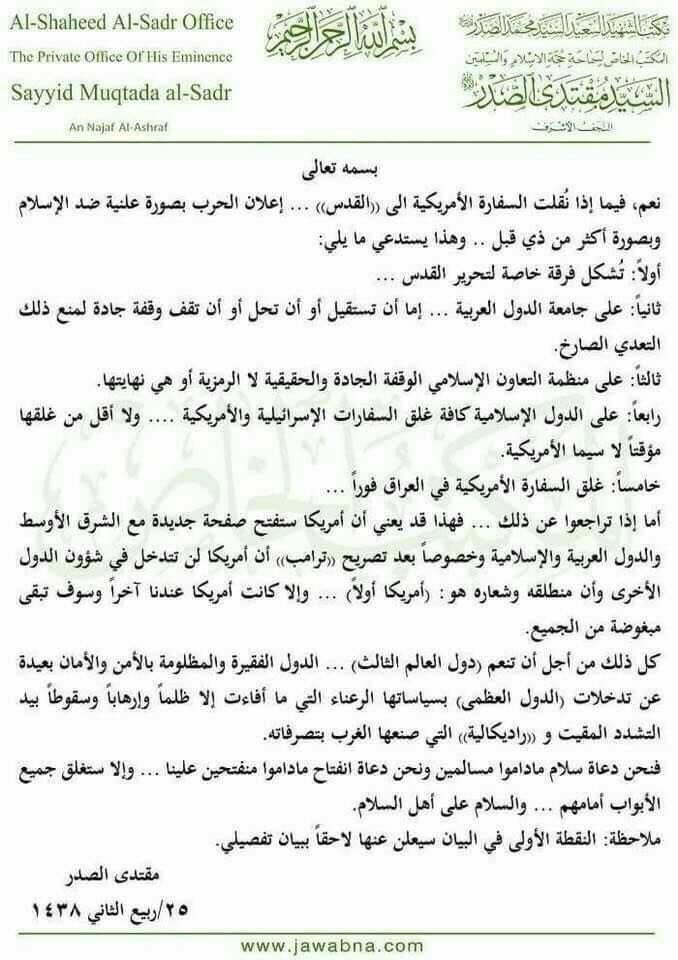 Al-Shaheed Al-Sadr Office
The Private Office Of His Eminence
Sayyid Muqtada al-Sadr
An Najaf Al-Ashraf
بسم الله الرحمن الرحيم
مكتب الشهيد السعيد السيد محمد الصدر
المكتب الخاص لسماحة حجة الاسلام والمسلمين
السيد مقتدى الصدر
النجف الأشرف
بسمه تعالى
نعم، فيما إذا نُقلت السفارة الأمريكية الى ((القدس)) ... إعلان الحرب بصورة علنية ضد الإسلام
وبصورة أكثر من ذي قبل .. وهذا يستدعي ما يلي:
أولاً: تُشكل فرقة خاصة لتحرير القدس ...
ثانياً: على جامعة الدول العربية ... إما أن تستقيل أو أن تحل أو أن تقف وقفة جادة لمنع ذلك
التعدي الصارخ.
ثالثاً: على منظمة التعاون الإسلامي الوقفة الجادة والحقيقية لا الرمزية أو هي نهايتها.
رابعاً: على الدول الإسلامية كافة غلق السفارات الإسرائيلية والأمريكية .... ولا أقل من غلقها
مؤقتاً لا سيما الأمريكية.
خامساً: غلق السفارة الأمريكية في العراق فوراً ...
أما إذا تراجعوا عن ذلك ... فهذا قد يعني أن أمريكا ستفتح صفحة جديدة مع الشرق الأوسط
والدول العربية والإسلامية وخصوصاً بعد تصريح ((ترامب)) أن أمريكا لن تتدخل في شؤون الدول
الأخرى وأن منطلقه وشعاره هو: (أمريكا أولاً) ... وإلا كانت أمريكا عندنا آخراً وسوف تبقى
مبغوضة من الجميع.
كل ذلك من أجل أن تنعم (دول العالم الثالث) ... الدول الفقيرة والمظلومة بالأمن والأمان بعيدة
عن تدخلات (الدول العظمى) بسياساتها الرعناء التي ما أفاءت إلا ظلماً وإرهاباً وسقوطاً بيد
التشدد المقيت و ((راديكالية)) التي صنعها الغرب بتصرفاته.
فنحن دعاة سلام ماداموا مسالمين ونحن دعاة انفتاح ماداموا منفتحين علينا ... وإلا ستغلق جميع
الأبواب أمامهم ... والسلام على أهل السلام.
ملاحظة: النقطة الأولى في البيان سيعلن عنها لاحقاً ببيان تفصيلي.
مقتدى الصدر
٢٥/ربيع الثاني ١٤٣٨
www.jawabna.com